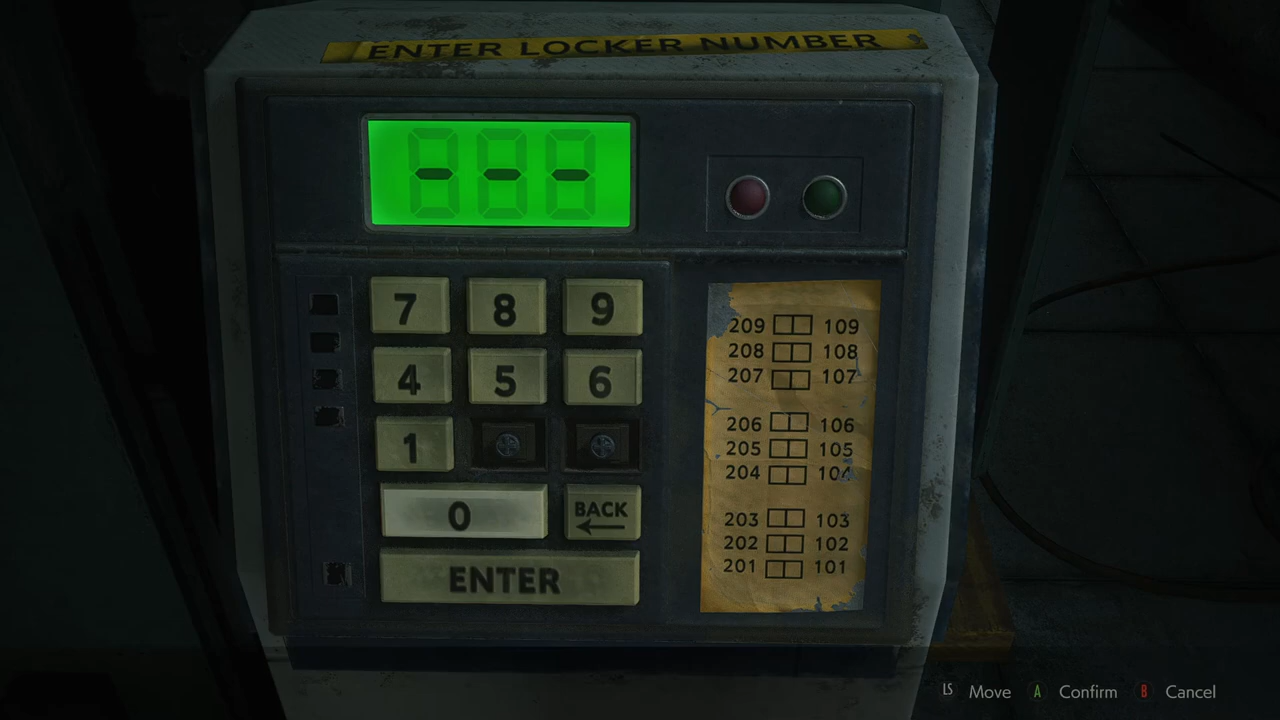 ENTER LOCKER NUMBER
- - -
7 8 9
4 5 6
1
0 BACK
ENTER
209 109
208 108
207 107
206 106
205 105
204 104
203 103
202 102
201 101
LS Move A Confirm B Cancel